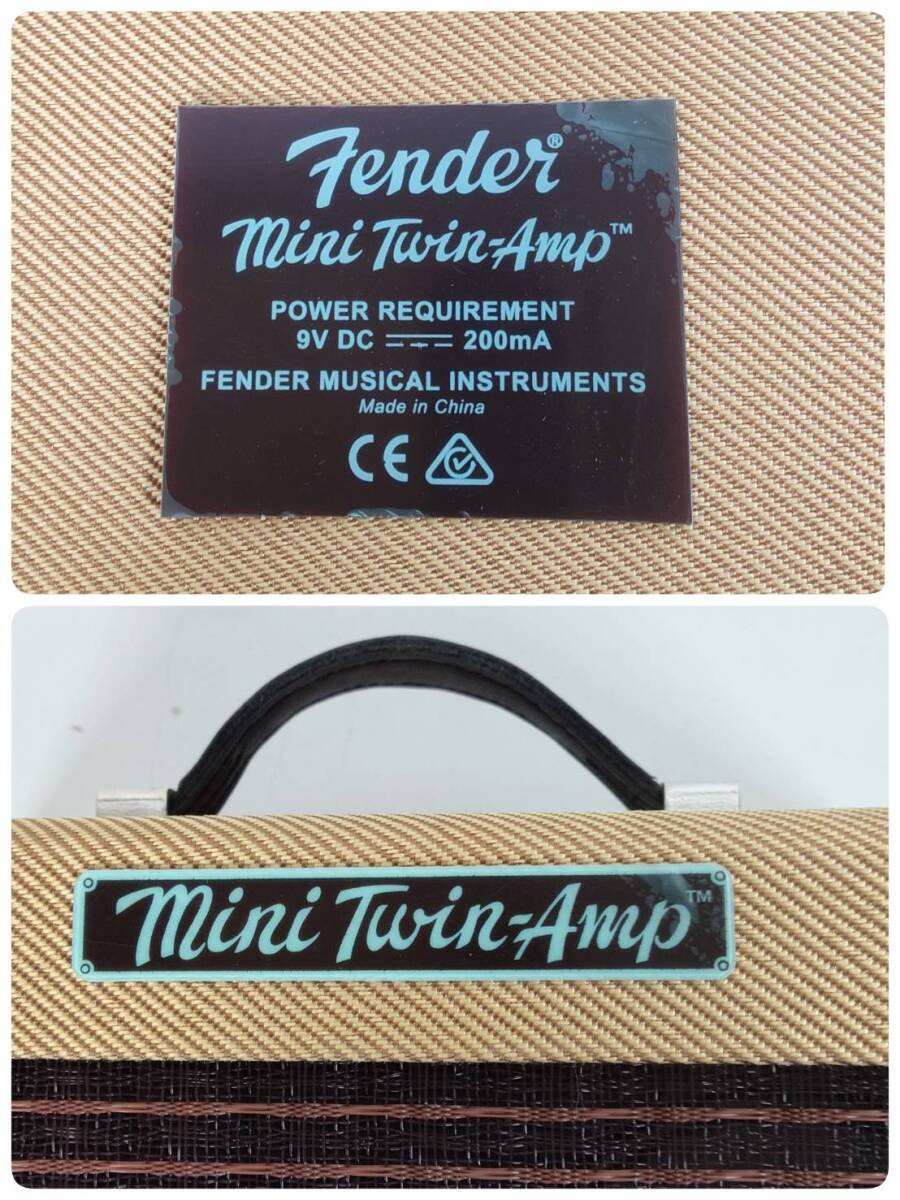 Fender®
Mini Twin-Amp™
POWER REQUIREMENT
9V DC 200mA
FENDER MUSICAL INSTRUMENTS
Made in China
CE
Mini Twin-Amp™